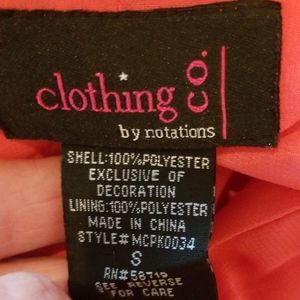 clothing co.
by notations
SHELL:100%POLYESTER
EXCLUSIVE OF
DECORATION
LINING:100%POLYESTER
MADE IN CHINA
STYLE#MCPK0034
S
RN#58719
SEE REVERSE
FOR CARE